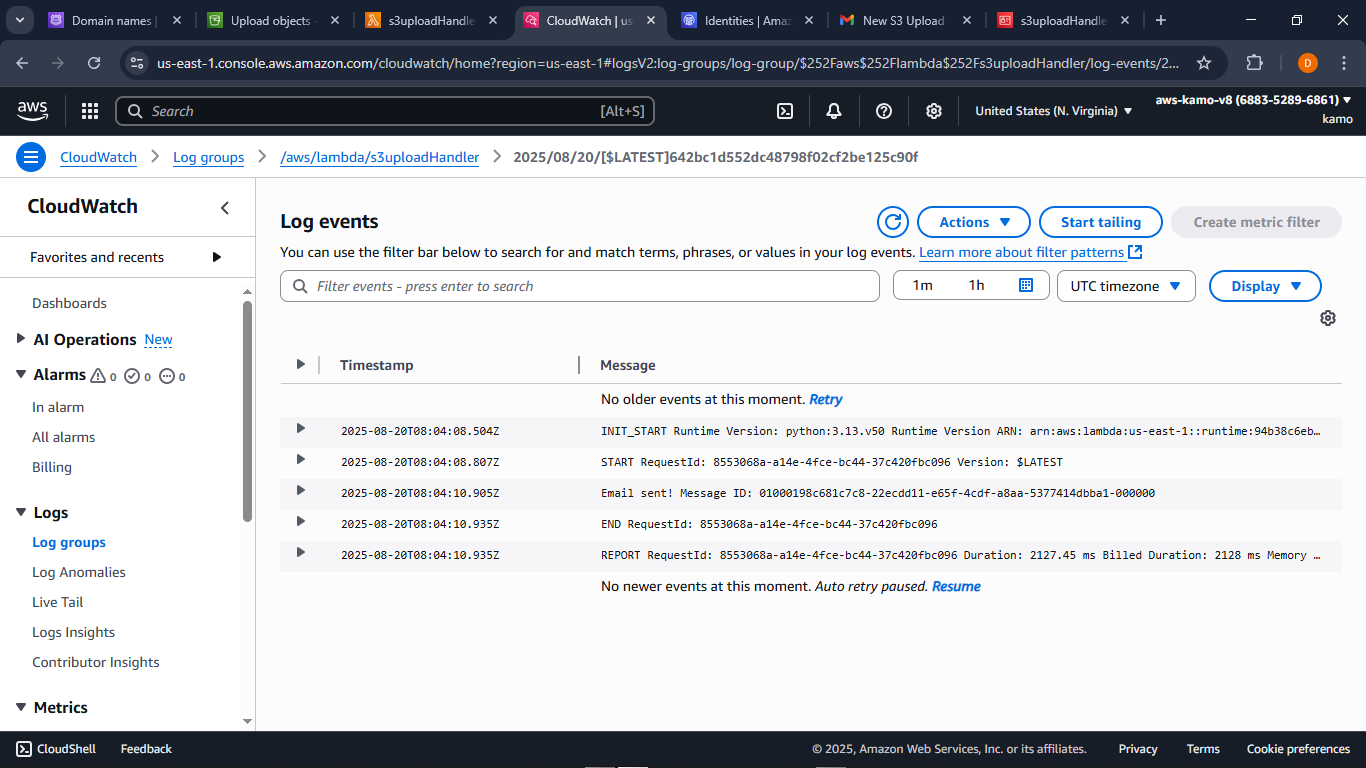 Domain names |
Upload objects -
s3uploadHandle
CloudWatch | us
Identities | Amaz
New S3 Upload
s3uploadHandle
us-east-1.console.aws.amazon.com/cloudwatch/home?region=us-east-1#logsV2:log-groups/log-group/$252Faws$252Flambda$252Fs3uploadHandler/log-events/2...
D
aws
Search
[Alt+S]
United States (N. Virginia)
aws-kamo-v8 (6883-5289-6861)
kamo
CloudWatch
Log groups
/aws/lambda/s3uploadHandler
2025/08/20/[$LATEST]642bc1d552dc48798f02cf2be125c90f
CloudWatch
Favorites and recents
Dashboards
AI Operations New
Alarms 0 0 0
In alarm
All alarms
Billing
Logs
Log groups
Log Anomalies
Live Tail
Logs Insights
Contributor Insights
Metrics
Log events
Actions
Start tailing
Create metric filter
You can use the filter bar below to search for and match terms, phrases, or values in your log events. Learn more about filter patterns
Filter events - press enter to search
1m
1h
UTC timezone
Display
Timestamp
Message
No older events at this moment. Retry
2025-08-20T08:04:08.504Z INIT_START Runtime Version: python:3.13.v50 Runtime Version ARN: arn:aws:lambda:us-east-1::runtime:94b38c6eb…
2025-08-20T08:04:08.807Z START RequestId: 8553068a-a14e-4fce-bc44-37c420fbc096 Version: $LATEST
2025-08-20T08:04:10.905Z Email sent! Message ID: 01000198c681c7c8-22ecdd11-e65f-4cdf-a8aa-5377414dbba1-000000
2025-08-20T08:04:10.935Z END RequestId: 8553068a-a14e-4fce-bc44-37c420fbc096
2025-08-20T08:04:10.935Z REPORT RequestId: 8553068a-a14e-4fce-bc44-37c420fbc096 Duration: 2127.45 ms Billed Duration: 2128 ms Memory …
No newer events at this moment. Auto retry paused. Resume
CloudShell
Feedback
© 2025, Amazon Web Services, Inc. or its affiliates.
Privacy
Terms
Cookie preferences